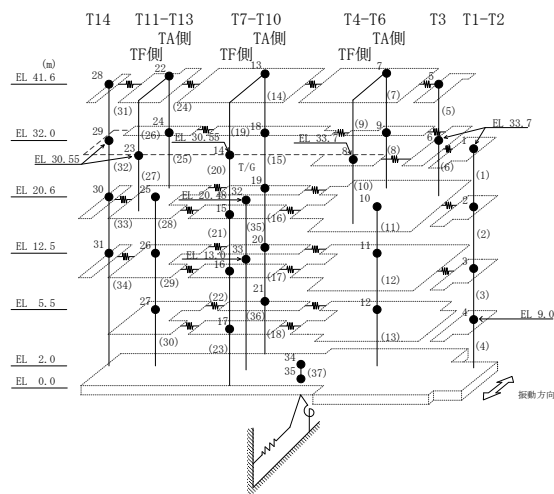 T14 T11-T13 T7-T10 T4-T6 T3 T1-T2
TA側 TA側 TA側
TF側 TF側 TF側
(m)
EL 41.6
EL 32.0
EL 30.55
EL 20.6
EL 12.5
EL 5.5
EL 2.0
EL 0.0
28 22 13 7 5
(31) (24) (14) (7) (5)
29 24 EL 30.55 18 EL 33.7 9 6 1 EL 33.7
(26) (19) (9)
23 14 8
(32) (25) (15) (8) (6) (1)
(27) (20) T/G (10)
30 25 EL 20.48 32 19 10 2
15
(33) (28) (35) (16) (11) (2)
(21)
31 26 EL 13.0 33 20 11 3
16
(34) (29) (17) (12) (3)
27 (22) 21 12 4 EL 9.0
(36)
17
(30) (23) (18) (13) (4)
34
35 (37)
振動方向